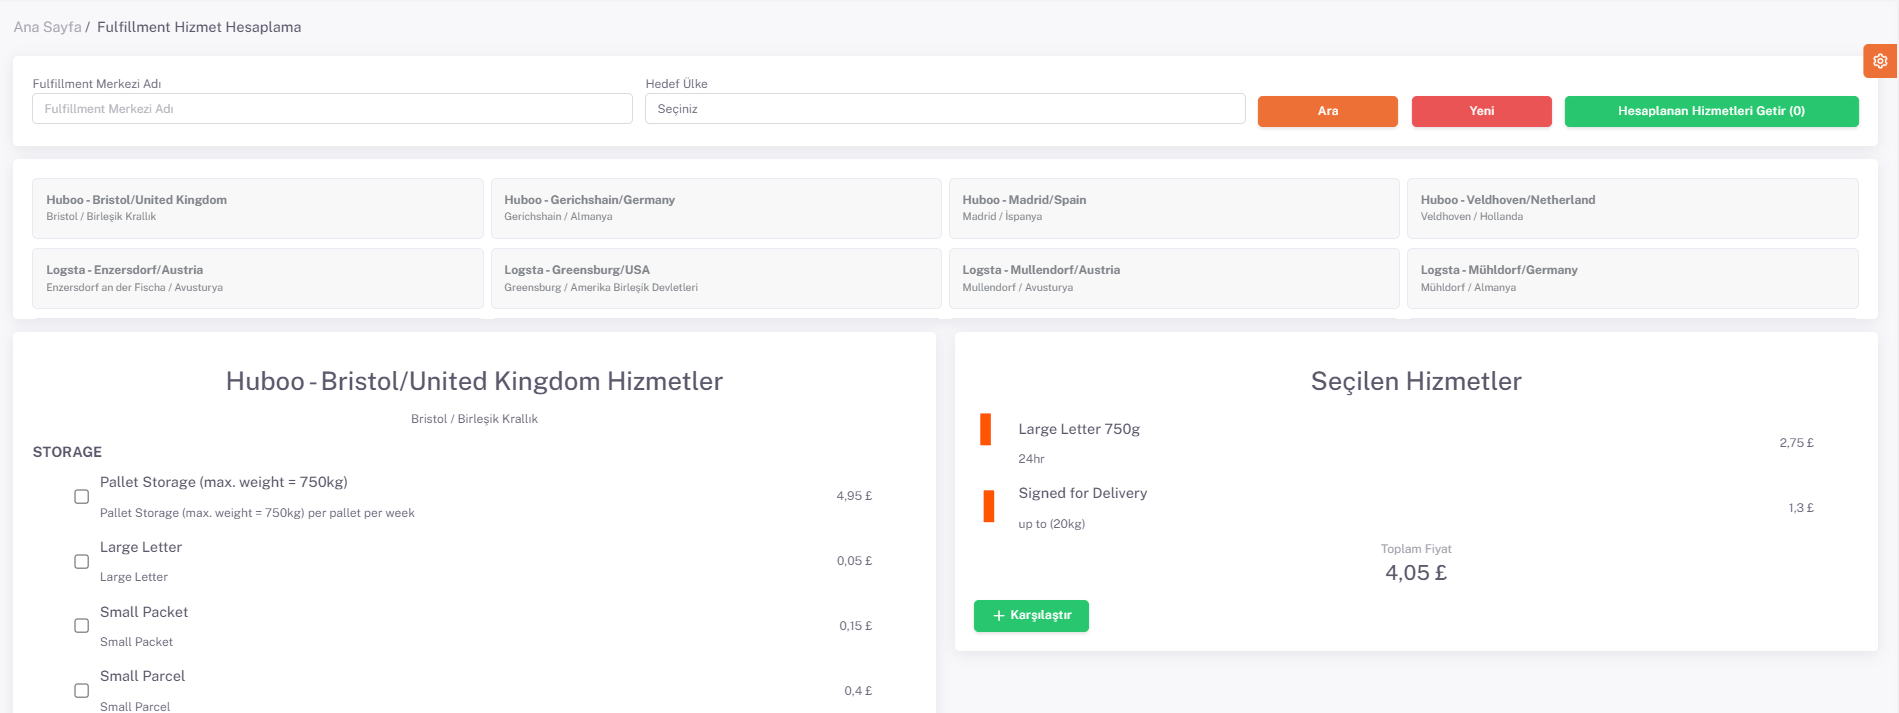 Ana Sayfa / Fulfillment Hizmet Hesaplama
Fulfillment Merkezi Adı
Fulfillment Merkezi Adı
Hedef Ülke
Seçiniz
Ara
Yeni
Hesaplanan Hizmetleri Getir (0)
Huboo - Bristol/United Kingdom
Bristol / Birleşik Krallık
Huboo - Gerichshain/Germany
Gerichshain / Almanya
Huboo - Madrid/Spain
Madrid / İspanya
Huboo - Veldhoven/Netherland
Veldhoven / Hollanda
Logsta - Enzersdorf/Austria
Enzersdorf an der Fischa / Avusturya
Logsta - Greensburg/USA
Greensburg / Amerika Birleşik Devletleri
Logsta - Mullendorf/Austria
Mullendorf / Avusturya
Logsta - Mühldorf/Germany
Mühldorf / Almanya
Huboo - Bristol/United Kingdom Hizmetler
Bristol / Birleşik Krallık
STORAGE
Pallet Storage (max. weight = 750kg)
Pallet Storage (max. weight = 750kg) per pallet per week
4,95 £
Large Letter
Large Letter
0,05 £
Small Packet
Small Packet
0,15 £
Small Parcel
Small Parcel
0,4 £
Seçilen Hizmetler
Large Letter 750g
24hr
2,75 £
Signed for Delivery
up to (20kg)
1,3 £
Toplam Fiyat
4,05 £
+ Karşılaştır